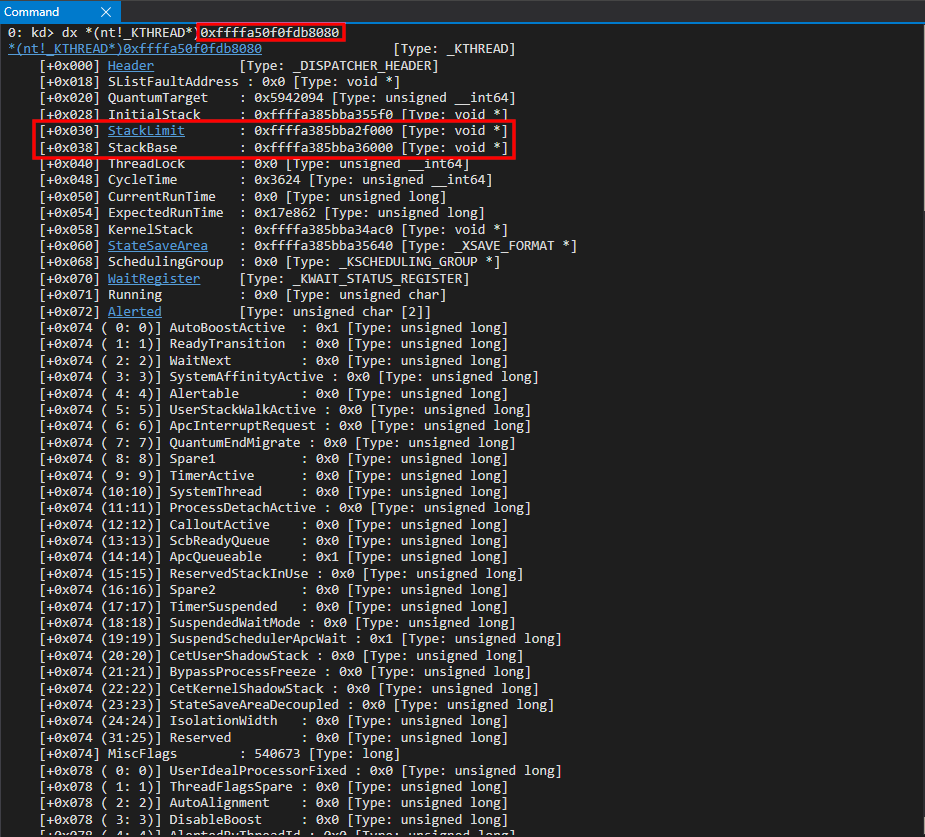 Command ×
0: kd> dx *(nt!_KTHREAD*)0xffffa50f0fdb8080
*(nt!_KTHREAD*)0xffffa50f0fdb8080 [Type: _KTHREAD]
[+0x000] Header [Type: _DISPATCHER_HEADER]
[+0x018] SListFaultAddress : 0x0 [Type: void *]
[+0x020] QuantumTarget : 0x5942094 [Type: unsigned __int64]
[+0x028] InitialStack : 0xffffa385bba355f0 [Type: void *]
[+0x030] StackLimit : 0xffffa385bba2f000 [Type: void *]
[+0x038] StackBase : 0xffffa385bba36000 [Type: void *]
[+0x040] ThreadLock : 0x0 [Type: unsigned __int64]
[+0x048] CycleTime : 0x3624 [Type: unsigned __int64]
[+0x050] CurrentRunTime : 0x0 [Type: unsigned long]
[+0x054] ExpectedRunTime : 0x17e862 [Type: unsigned long]
[+0x058] KernelStack : 0xffffa385bba34ac0 [Type: void *]
[+0x060] StateSaveArea : 0xffffa385bba35640 [Type: _XSAVE_FORMAT *]
[+0x068] SchedulingGroup : 0x0 [Type: _KSCHEDULING_GROUP *]
[+0x070] WaitRegister [Type: _KWAIT_STATUS_REGISTER]
[+0x071] Running : 0x0 [Type: unsigned char]
[+0x072] Alerted [Type: unsigned char [2]]
[+0x074 ( 0: 0)] AutoBoostActive : 0x1 [Type: unsigned long]
[+0x074 ( 1: 1)] ReadyTransition : 0x0 [Type: unsigned long]
[+0x074 ( 2: 2)] WaitNext : 0x0 [Type: unsigned long]
[+0x074 ( 3: 3)] SystemAffinityActive : 0x0 [Type: unsigned long]
[+0x074 ( 4: 4)] Alertable : 0x0 [Type: unsigned long]
[+0x074 ( 5: 5)] UserStackWalkActive : 0x0 [Type: unsigned long]
[+0x074 ( 6: 6)] ApcInterruptRequest : 0x0 [Type: unsigned long]
[+0x074 ( 7: 7)] QuantumEndMigrate : 0x0 [Type: unsigned long]
[+0x074 ( 8: 8)] Spare1 : 0x0 [Type: unsigned long]
[+0x074 ( 9: 9)] TimerActive : 0x0 [Type: unsigned long]
[+0x074 (10:10)] SystemThread : 0x0 [Type: unsigned long]
[+0x074 (11:11)] ProcessDetachActive : 0x0 [Type: unsigned long]
[+0x074 (12:12)] CalloutActive : 0x0 [Type: unsigned long]
[+0x074 (13:13)] ScbReadyQueue : 0x0 [Type: unsigned long]
[+0x074 (14:14)] ApcQueueable : 0x1 [Type: unsigned long]
[+0x074 (15:15)] ReservedStackInUse : 0x0 [Type: unsigned long]
[+0x074 (16:16)] Spare2 : 0x0 [Type: unsigned long]
[+0x074 (17:17)] TimerSuspended : 0x0 [Type: unsigned long]
[+0x074 (18:18)] SuspendedWaitMode : 0x0 [Type: unsigned long]
[+0x074 (19:19)] SuspendSchedulerApcWait : 0x1 [Type: unsigned long]
[+0x074 (20:20)] CetUserShadowStack : 0x0 [Type: unsigned long]
[+0x074 (21:21)] BypassProcessFreeze : 0x0 [Type: unsigned long]
[+0x074 (22:22)] CetKernelShadowStack : 0x0 [Type: unsigned long]
[+0x074 (23:23)] StateSaveAreaDecoupled : 0x0 [Type: unsigned long]
[+0x074 (24:24)] IsolationWidth : 0x0 [Type: unsigned long]
[+0x074 (31:25)] Reserved : 0x0 [Type: unsigned long]
[+0x074] MiscFlags : 540673 [Type: long]
[+0x078 ( 0: 0)] UserIdealProcessorFixed : 0x0 [Type: unsigned long]
[+0x078 ( 1: 1)] ThreadFlagsSpare : 0x0 [Type: unsigned long]
[+0x078 ( 2: 2)] AutoAlignment : 0x0 [Type: unsigned long]
[+0x078 ( 3: 3)] DisableBoost : 0x0 [Type: unsigned long]
[+0x078 ( 4: 4)] AlertedByThreadId : 0x0 [Type: unsigned long]